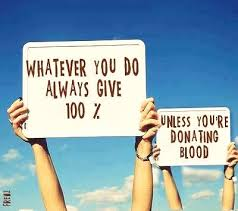 WHATEVER YOU DO
ALWAYS GIVE
100 %
UNLESS YOU'RE
DONATING
BLOOD